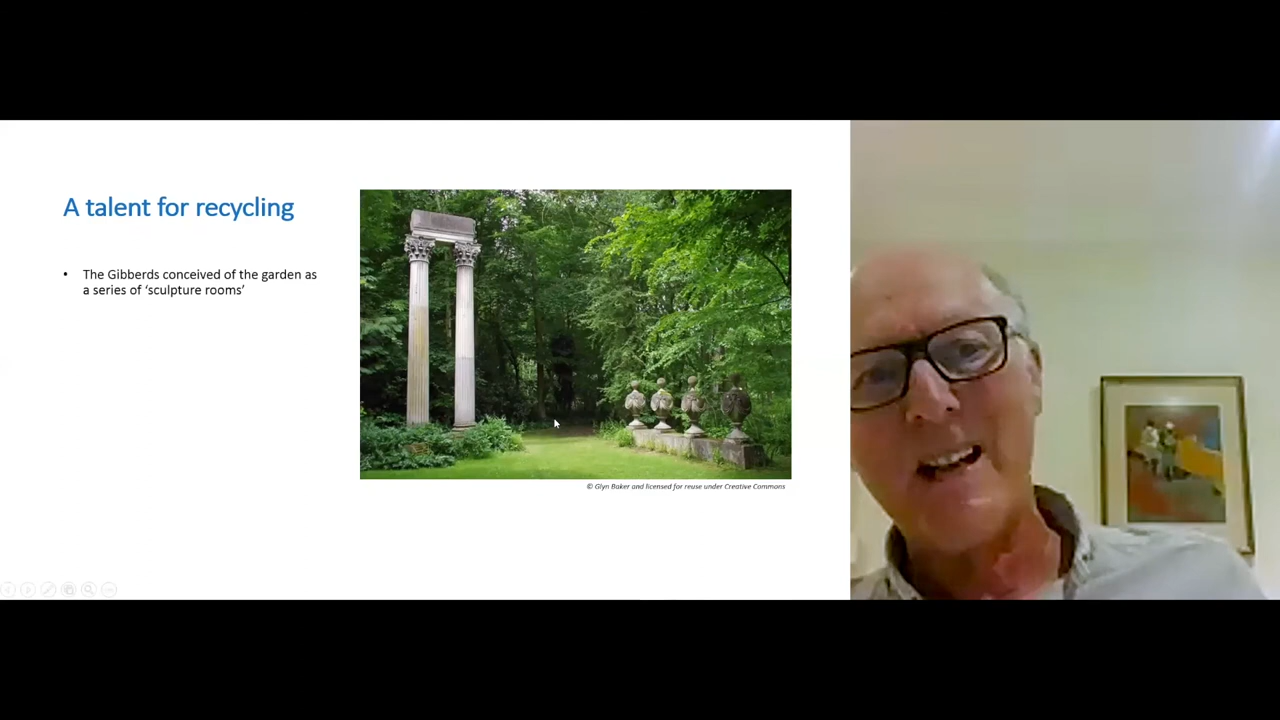 A talent for recycling
• The Gibberds conceived of the garden as
a series of ‘sculpture rooms’
© Glyn Baker and licensed for reuse under Creative Commons